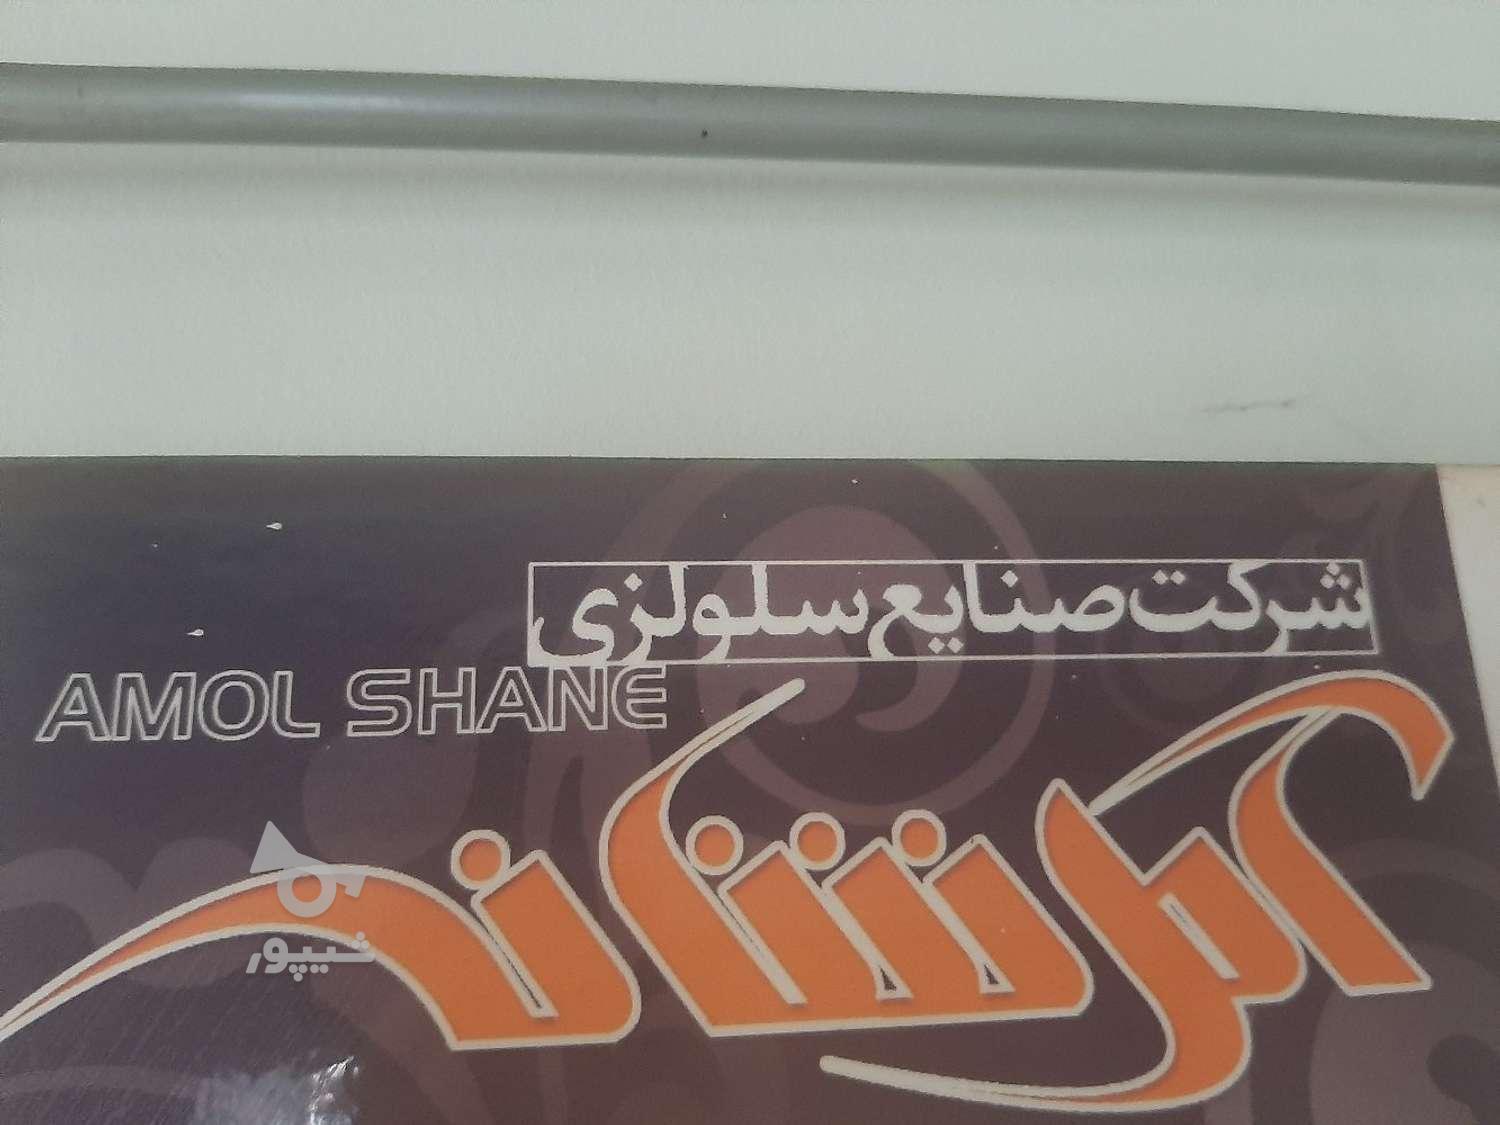 شرکت صنایع سلولزی
AMOL SHANE
آمل شانه
شیپور